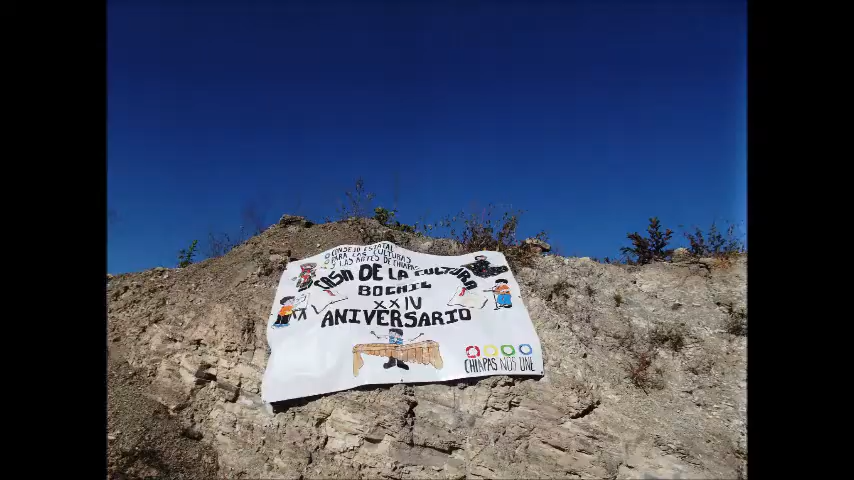 CONSEJO ESTATAL
PARA LAS CULTURAS
Y LAS ARTES DE CHIAPAS
CASA DE LA CULTURA
BOCHIL
XXIV
ANIVERSARIO
CHIAPAS NOS UNE